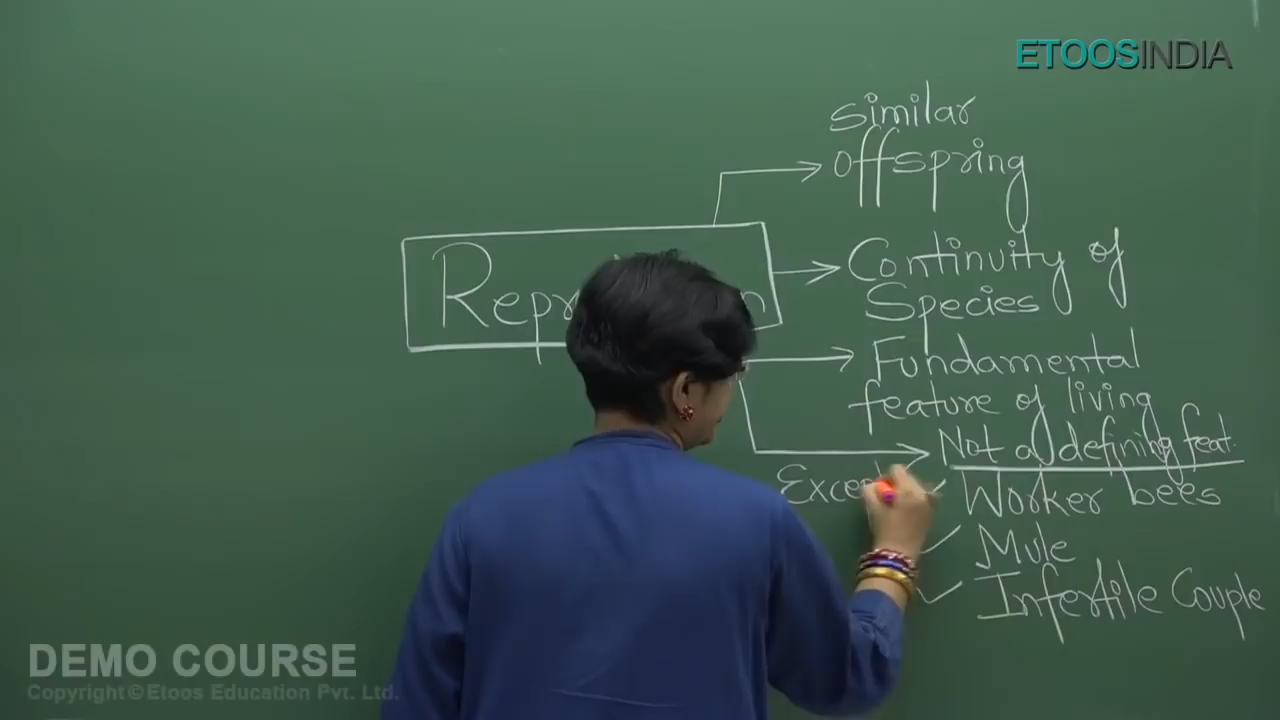 ETOOSINDIA
similar
offspring
Continuity of
Species
Fundamental
feature of living
Not a defining feat.
Worker bees
Mule
Infertile Couple
DEMO COURSE
Copyright © Etoos Education Pvt. Ltd.